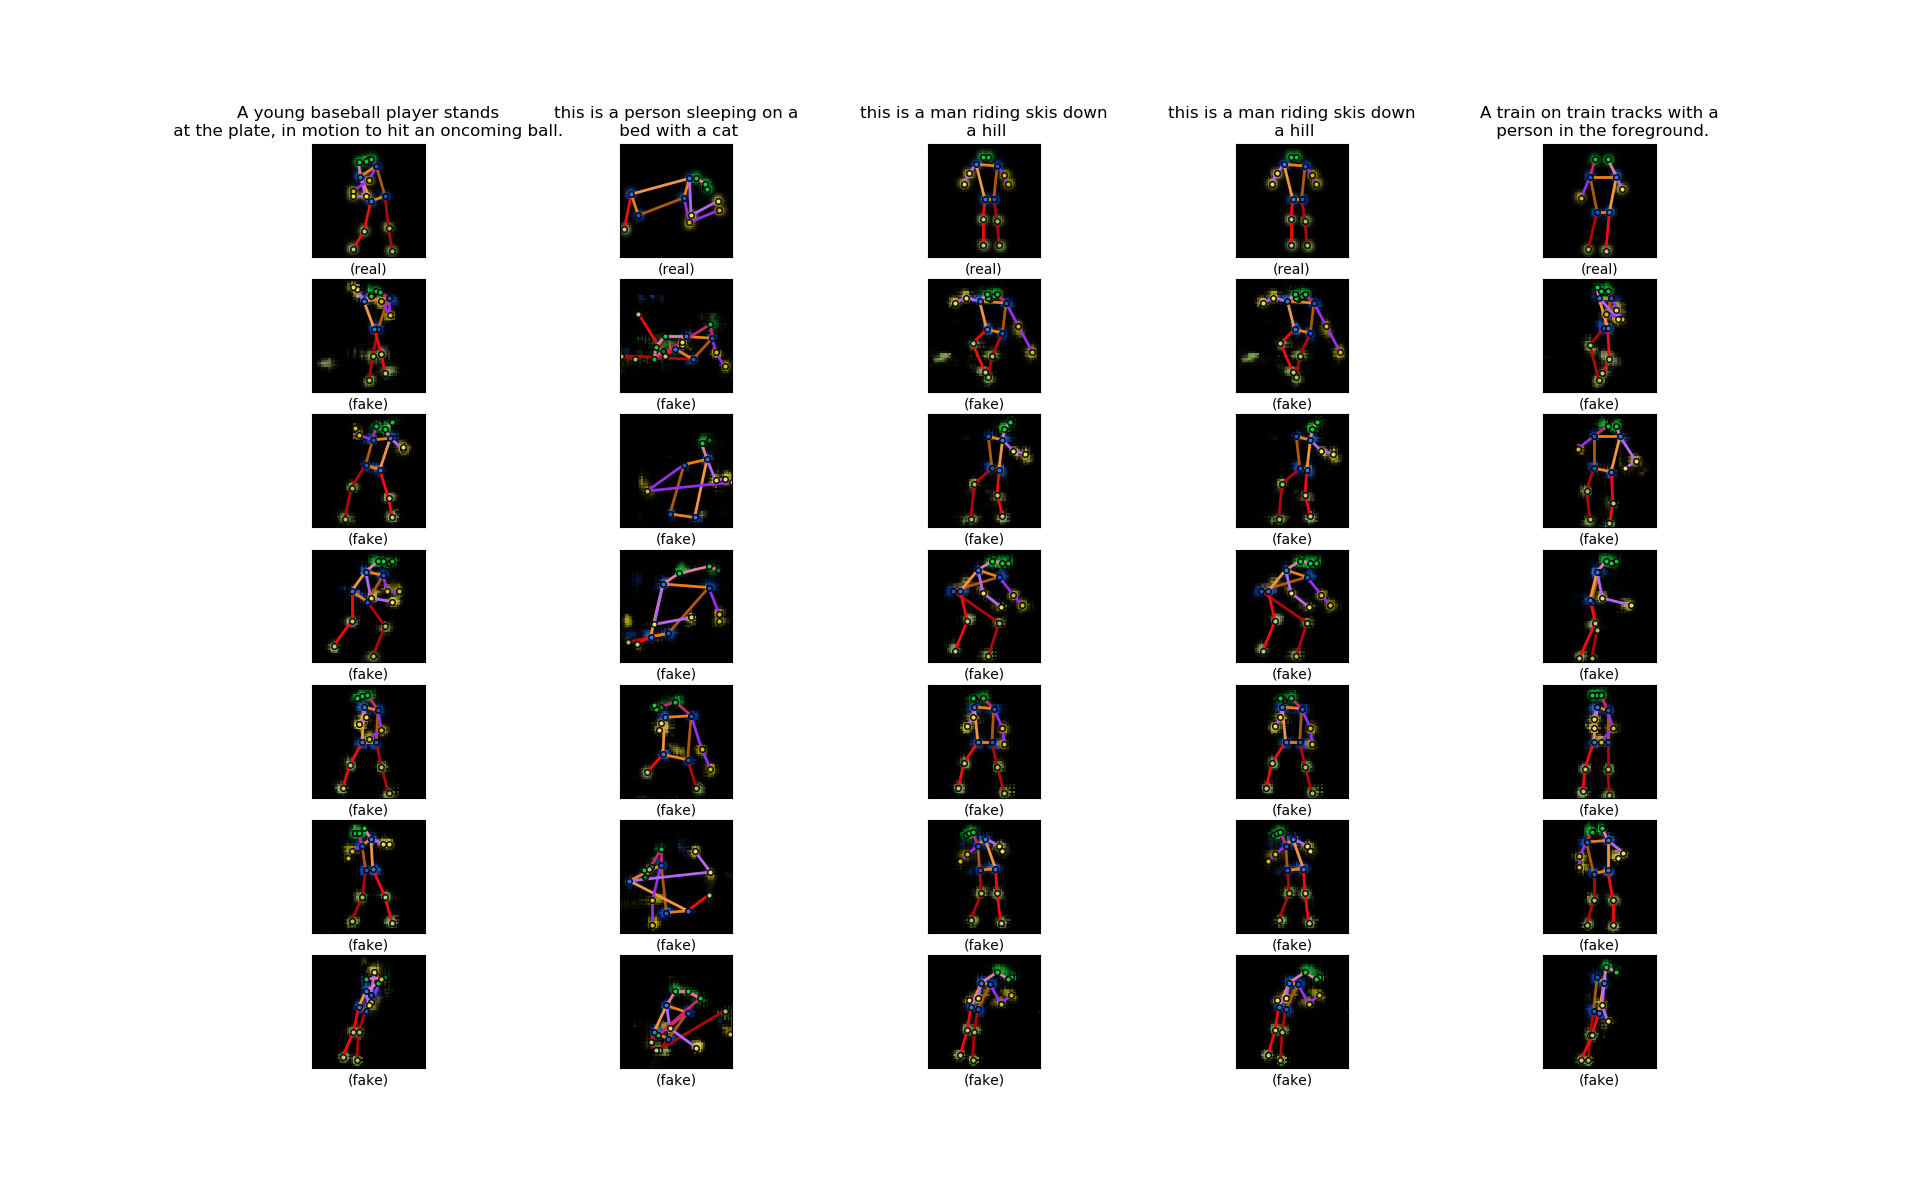 A young baseball player stands
at the plate, in motion to hit an oncoming ball.
this is a person sleeping on a
bed with a cat
this is a man riding skis down
a hill
this is a man riding skis down
a hill
A train on train tracks with a
person in the foreground.
(real) (real) (real) (real) (real)
(fake) (fake) (fake) (fake) (fake)
(fake) (fake) (fake) (fake) (fake)
(fake) (fake) (fake) (fake) (fake)
(fake) (fake) (fake) (fake) (fake)
(fake) (fake) (fake) (fake) (fake)
(fake) (fake) (fake) (fake) (fake)